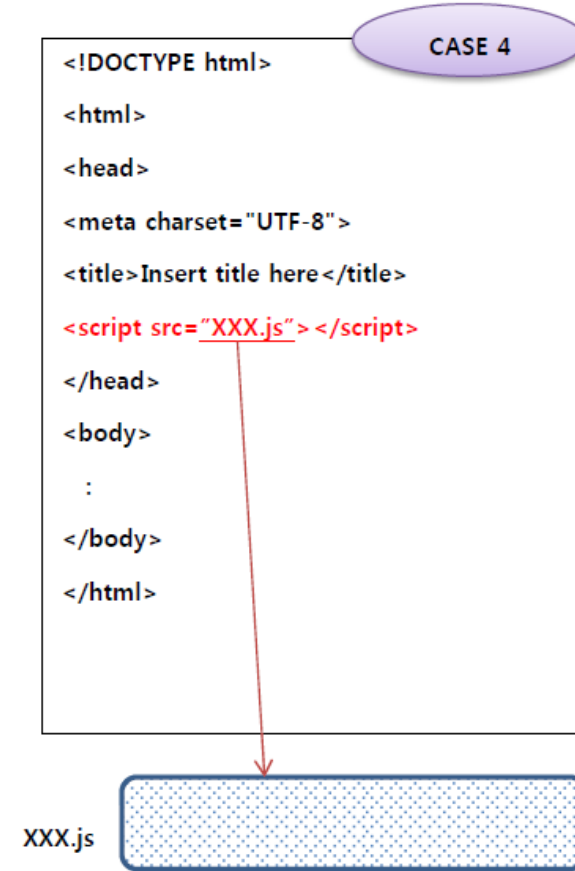 CASE 4
<!DOCTYPE html>
<html>
<head>
<meta charset="UTF-8">
<title>Insert title here</title>
<script src=″XXX.js″></script>
</head>
<body>
:
</body>
</html>
XXX.js